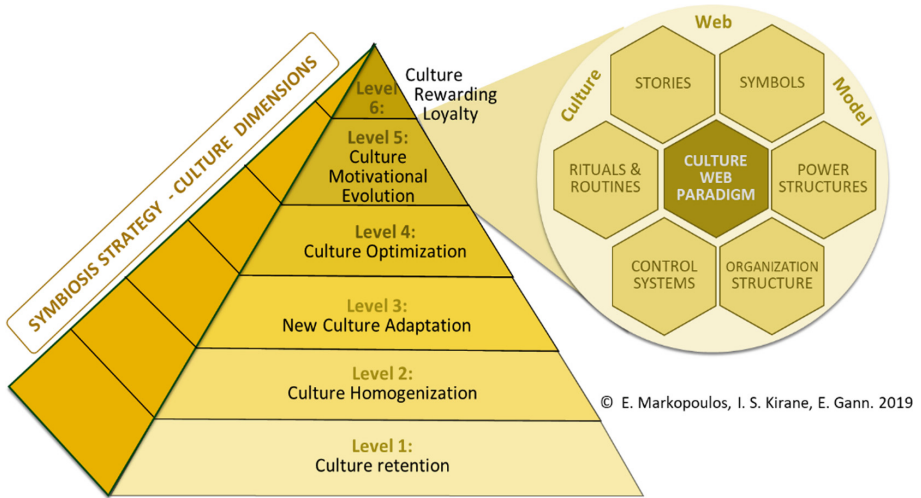 SYMBIOSIS STRATEGY - CULTURE DIMENSIONS
Level
6:
Culture
Rewarding
Loyalty
Level 5:
Culture
Motivational
Evolution
Level 4:
Culture Optimization
Level 3:
New Culture Adaptation
Level 2:
Culture Homogenization
Level 1:
Culture retention
Culture
Web
Model
STORIES
SYMBOLS
RITUALS &
ROUTINES
CULTURE
WEB
PARADIGM
POWER
STRUCTURES
CONTROL
SYSTEMS
ORGANIZATION
STRUCTURE
© E. Markopoulos, I. S. Kirane, E. Gann. 2019